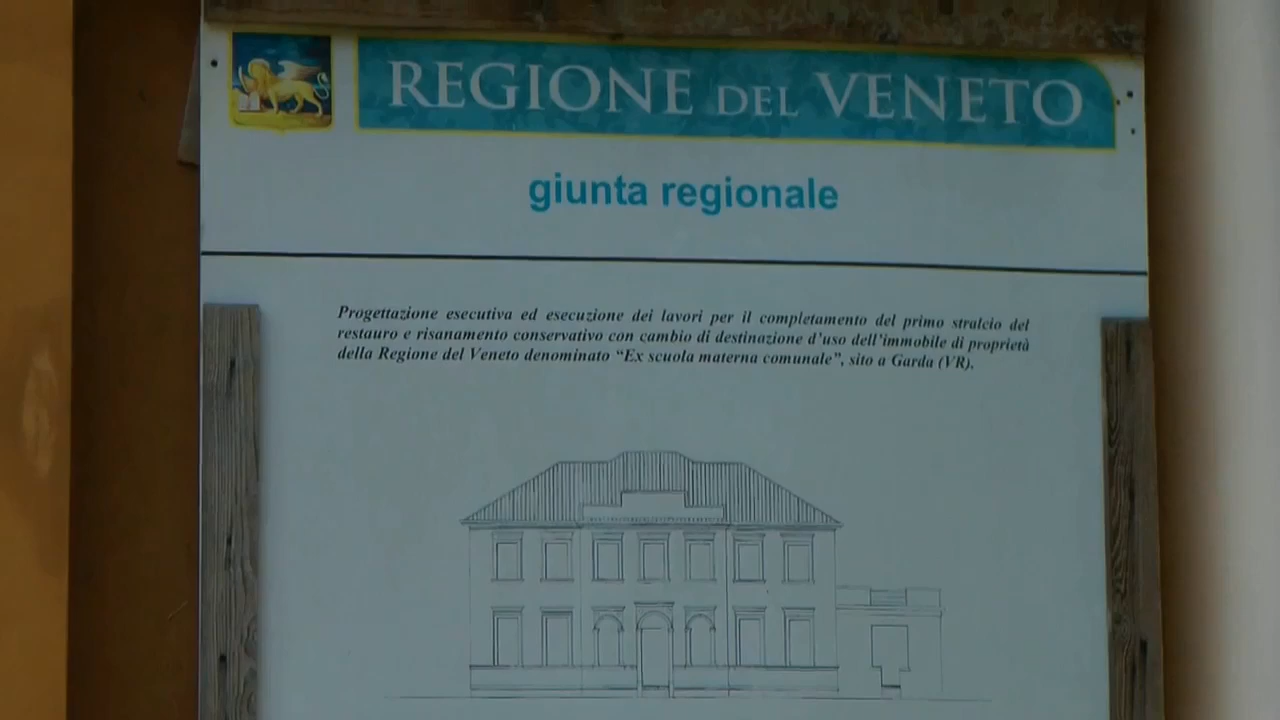 REGIONE DEL VENETO
giunta regionale
Progettazione esecutiva ed esecuzione dei lavori per il completamento del primo stralcio del
restauro e risanamento conservativo con cambio di destinazione d'uso dell'immobile di proprietà
della Regione del Veneto denominato “Ex scuola materna comunale”, sito a Garda (VR).